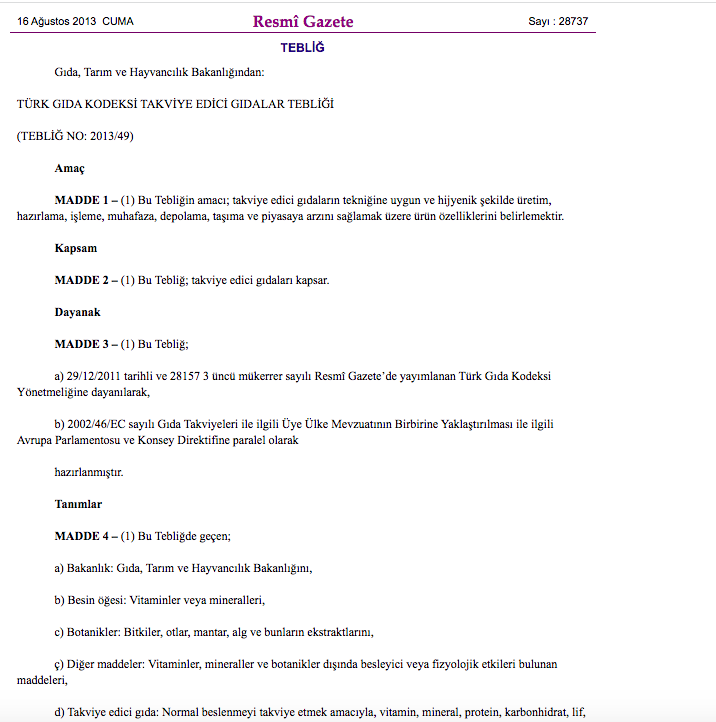 16 Ağustos 2013 CUMA
Resmî Gazete
Sayı : 28737
TEBLİĞ
Gıda, Tarım ve Hayvancılık Bakanlığından:
TÜRK GIDA KODEKSİ TAKVİYE EDİCİ GIDALAR TEBLİĞİ
(TEBLİĞ NO: 2013/49)
Amaç
MADDE 1 – (1) Bu Tebliğin amacı; takviye edici gıdaların tekniğine uygun ve hijyenik şekilde üretim,
hazırlama, işleme, muhafaza, depolama, taşıma ve piyasaya arzını sağlamak üzere ürün özelliklerini belirlemektir.
Kapsam
MADDE 2 – (1) Bu Tebliğ; takviye edici gıdaları kapsar.
Dayanak
MADDE 3 – (1) Bu Tebliğ;
a) 29/12/2011 tarihli ve 28157 3 üncü mükerrer sayılı Resmî Gazete’de yayımlanan Türk Gıda Kodeksi
Yönetmeliğine dayanılarak,
b) 2002/46/EC sayılı Gıda Takviyeleri ile ilgili Üye Ülke Mevzuatının Birbirine Yaklaştırılması ile ilgili
Avrupa Parlamentosu ve Konsey Direktifine paralel olarak
hazırlanmıştır.
Tanımlar
MADDE 4 – (1) Bu Tebliğde geçen;
a) Bakanlık: Gıda, Tarım ve Hayvancılık Bakanlığını,
b) Besin öğesi: Vitaminler veya mineralleri,
c) Botanikler: Bitkiler, otlar, mantar, alg ve bunların ekstraktlarını,
ç) Diğer maddeler: Vitaminler, mineraller ve botanikler dışında besleyici veya fizyolojik etkileri bulunan
maddeleri,
d) Takviye edici gıda: Normal beslenmeyi takviye etmek amacıyla, vitamin, mineral, protein, karbonhidrat, lif,